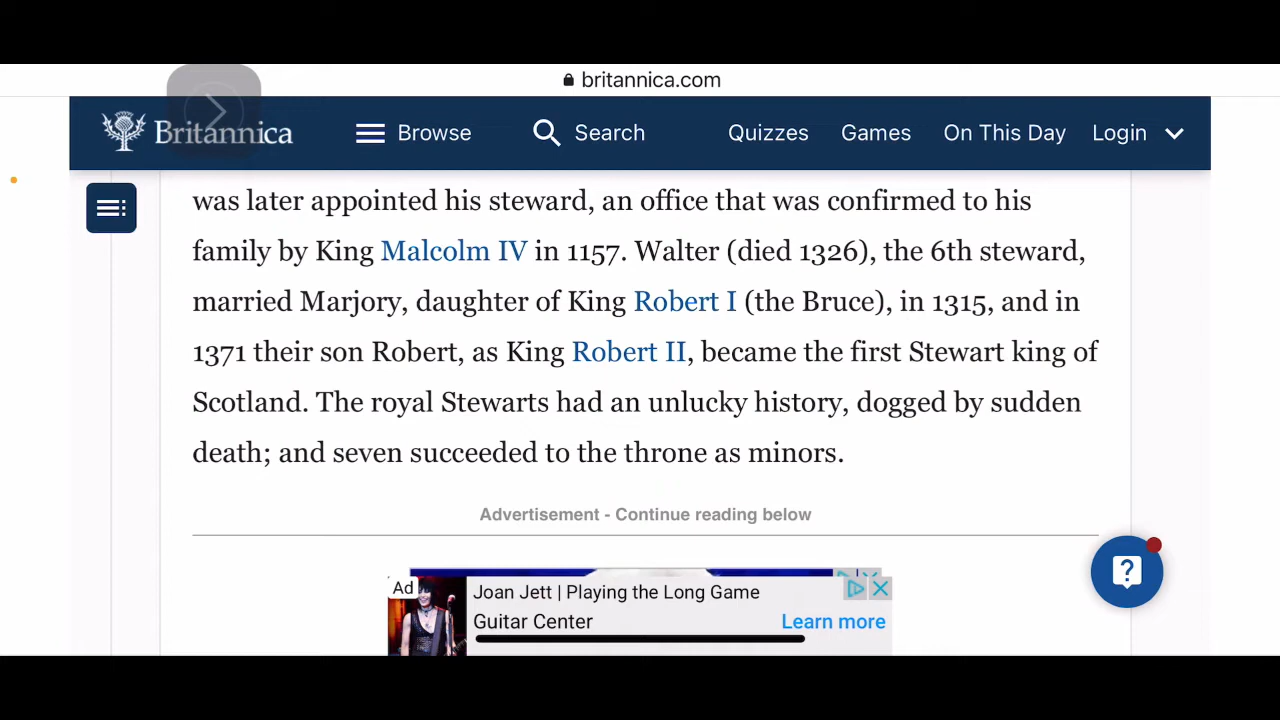 britannica.com
Britannica Browse Search Quizzes Games On This Day Login
was later appointed his steward, an office that was confirmed to his
family by King Malcolm IV in 1157. Walter (died 1326), the 6th steward,
married Marjory, daughter of King Robert I (the Bruce), in 1315, and in
1371 their son Robert, as King Robert II, became the first Stewart king of
Scotland. The royal Stewarts had an unlucky history, dogged by sudden
death; and seven succeeded to the throne as minors.
Advertisement - Continue reading below
Ad
Joan Jett | Playing the Long Game
Guitar Center Learn more